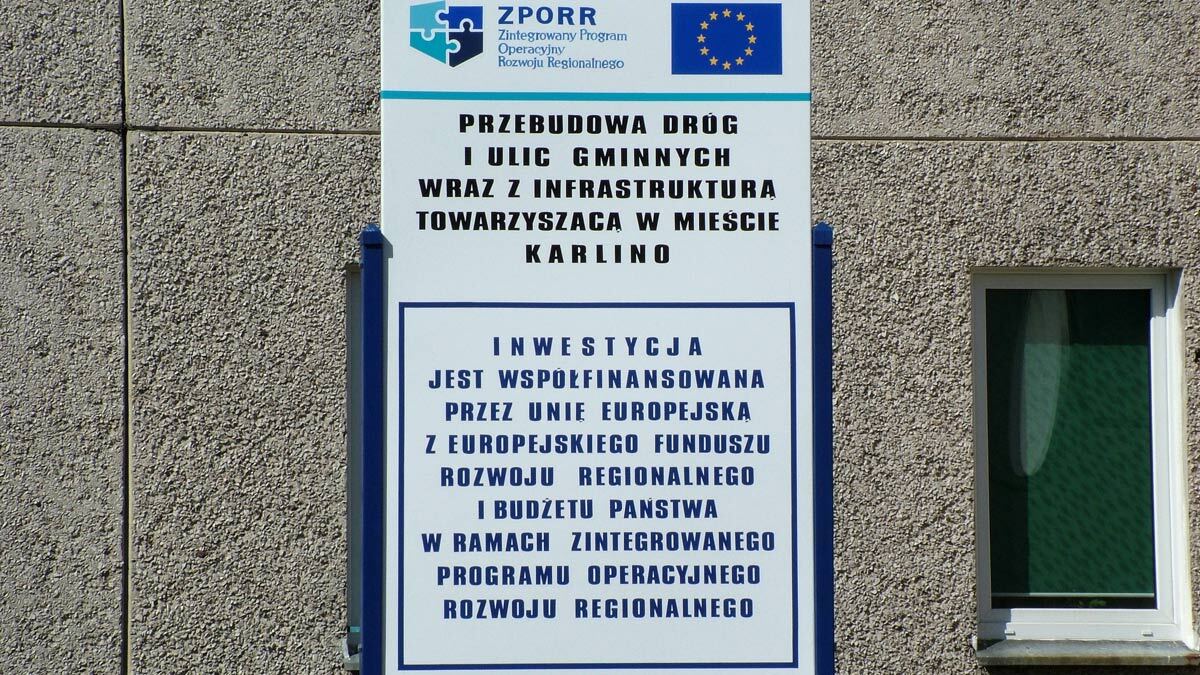 ZPORR
Zintegrowany Program
Operacyjny
Rozwoju Regionalnego
PRZEBUDOWA DRÓG
I ULIC GMINNYCH
WRAZ Z INFRASTRUKTURĄ
TOWARZYSZACĄ W MIEŚCIE
KARLINO
INWESTYCJA
JEST WSPÓŁFINANSOWANA
PRZEZ UNIĘ EUROPEJSKĄ
Z EUROPEJSKIEGO FUNDUSZU
ROZWOJU REGIONALNEGO
I BUDŻETU PAŃSTWA
W RAMACH ZINTEGROWANEGO
PROGRAMU OPERACYJNEGO
ROZWOJU REGIONALNEGO